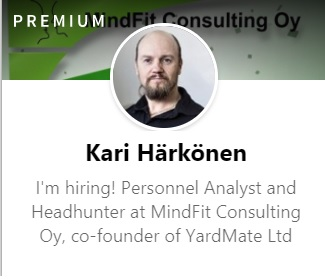 PREMIUM
MindFit Consulting Oy
Kari Härkönen
I'm hiring! Personnel Analyst and
Headhunter at MindFit Consulting
Oy, co-founder of YardMate Ltd